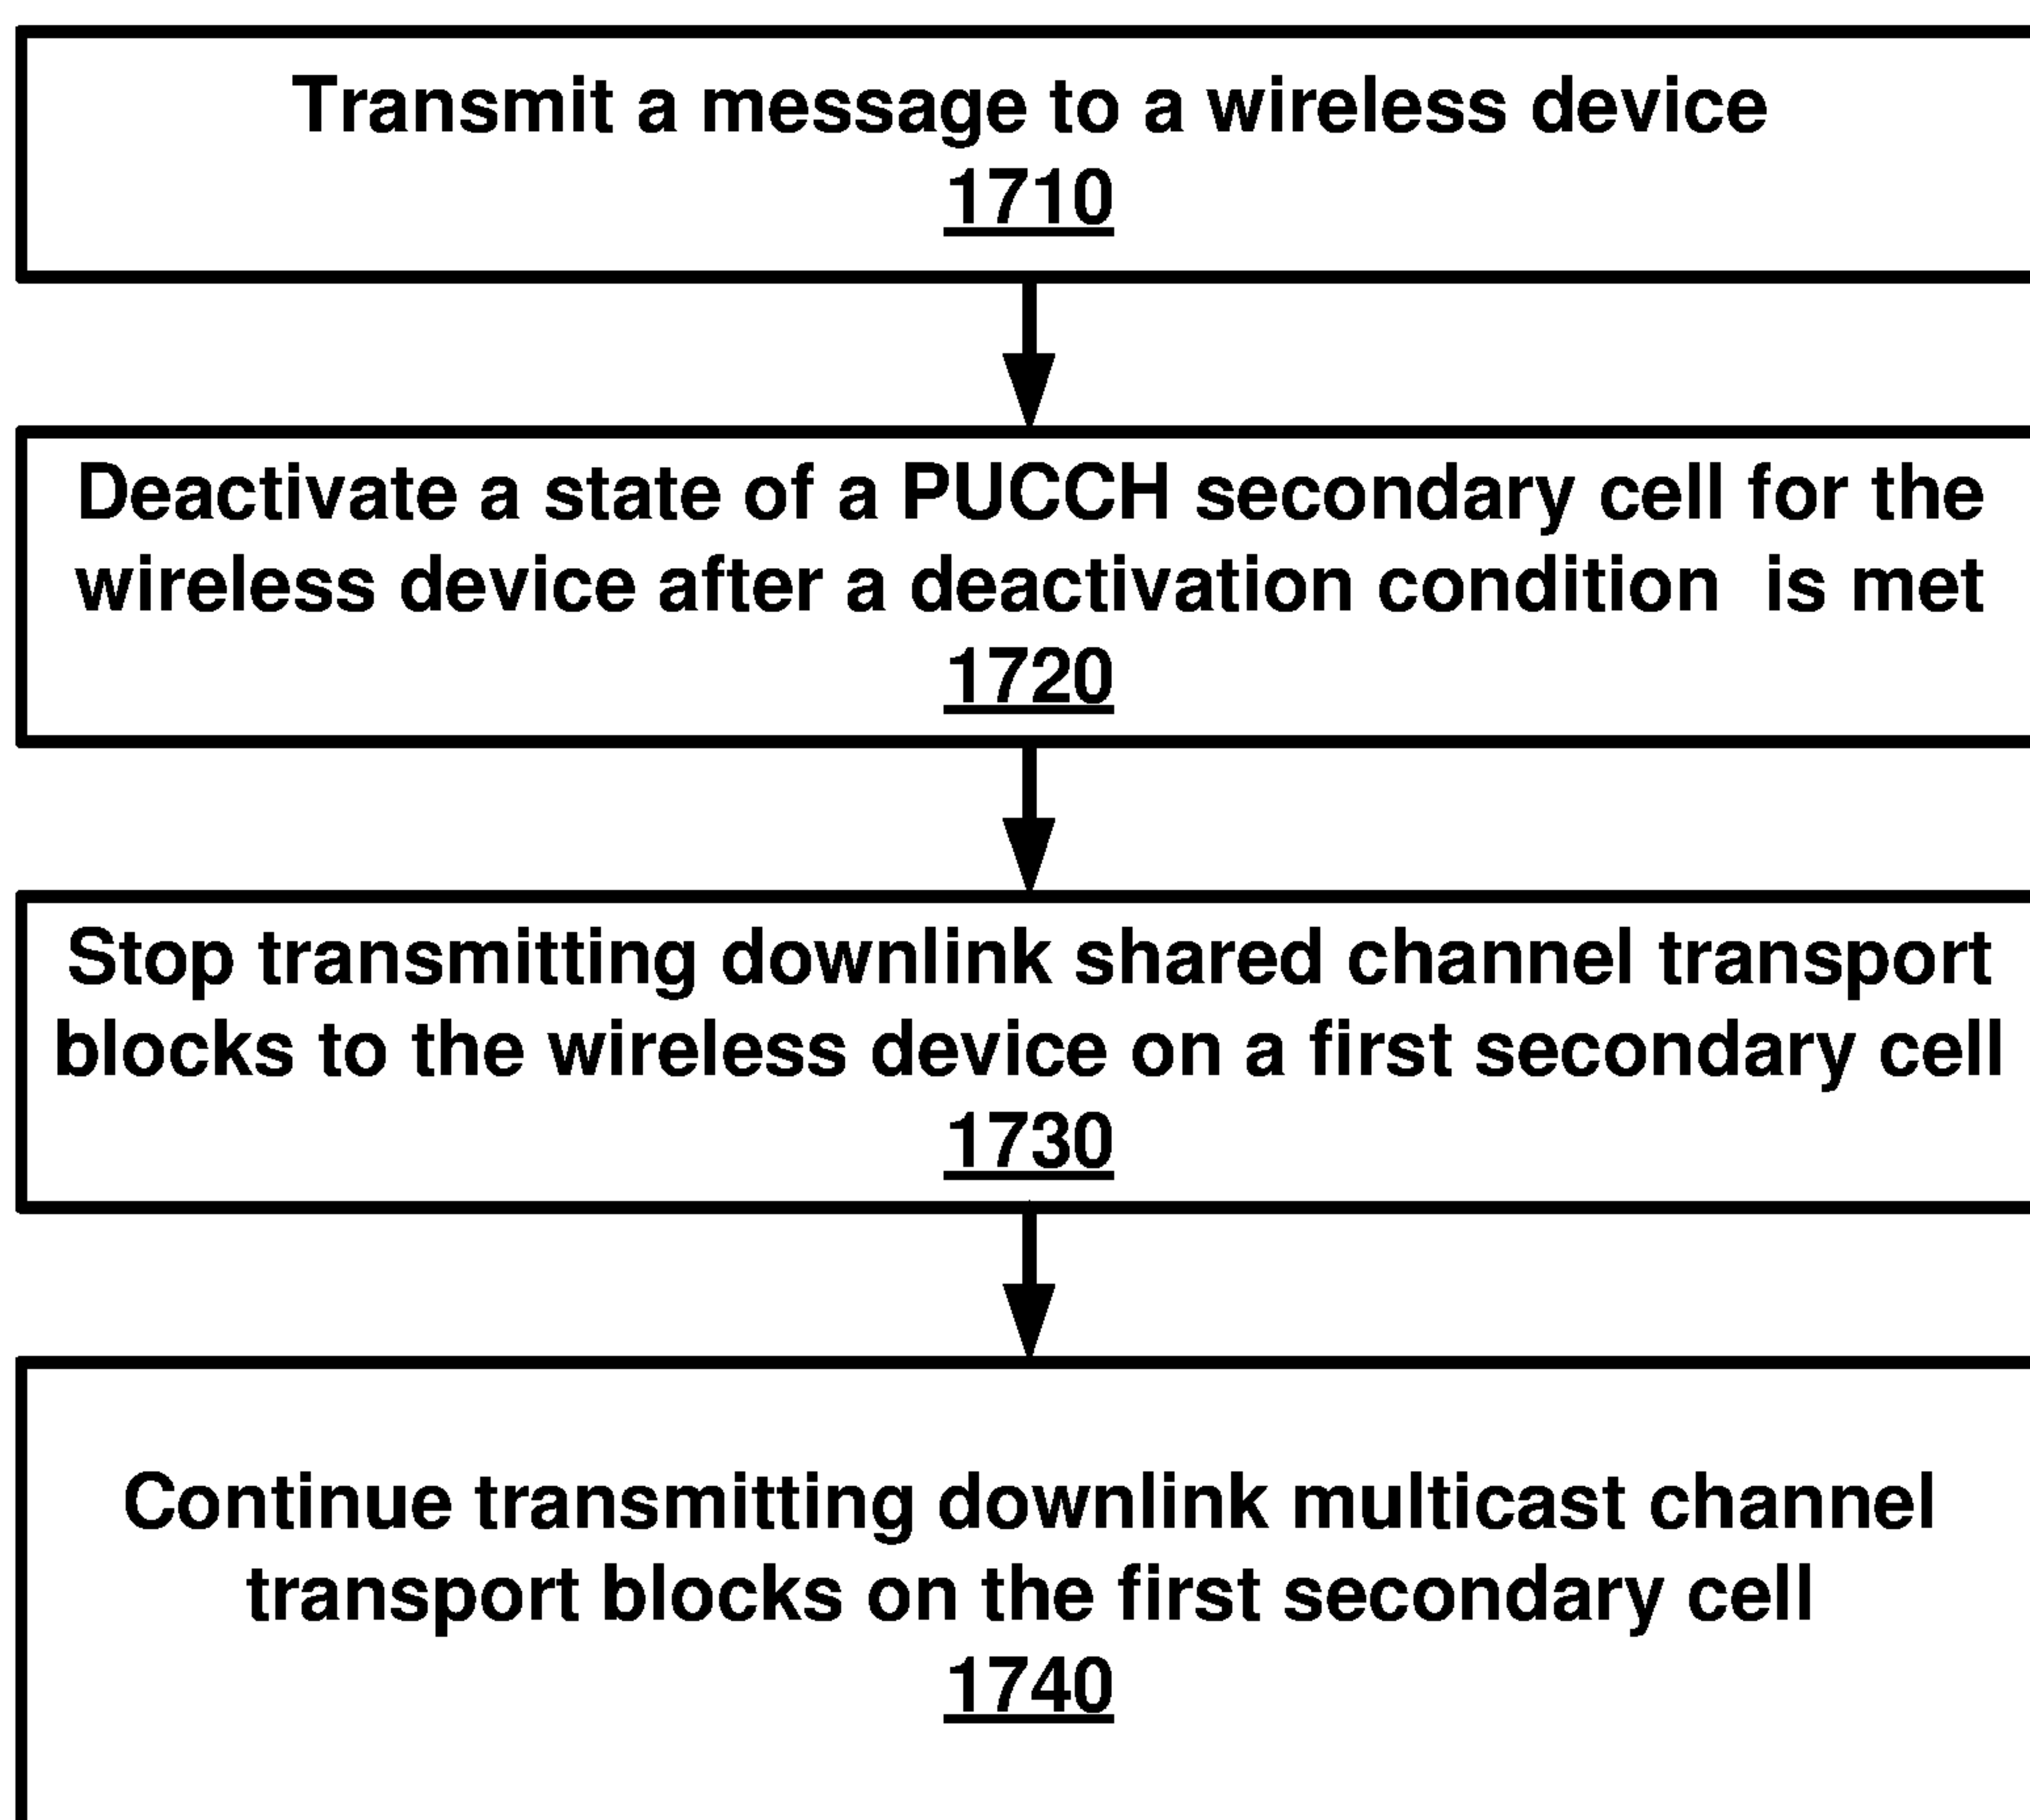 Transmit a message to a wireless device
1710
Deactivate a state of a PUCCH secondary cell for the
wireless device after a deactivation condition  is met
1720
Stop transmitting downlink shared channel transport
blocks to the wireless device on a first secondary cell
1730
Continue transmitting downlink multicast channel
transport blocks on the first secondary cell
1740